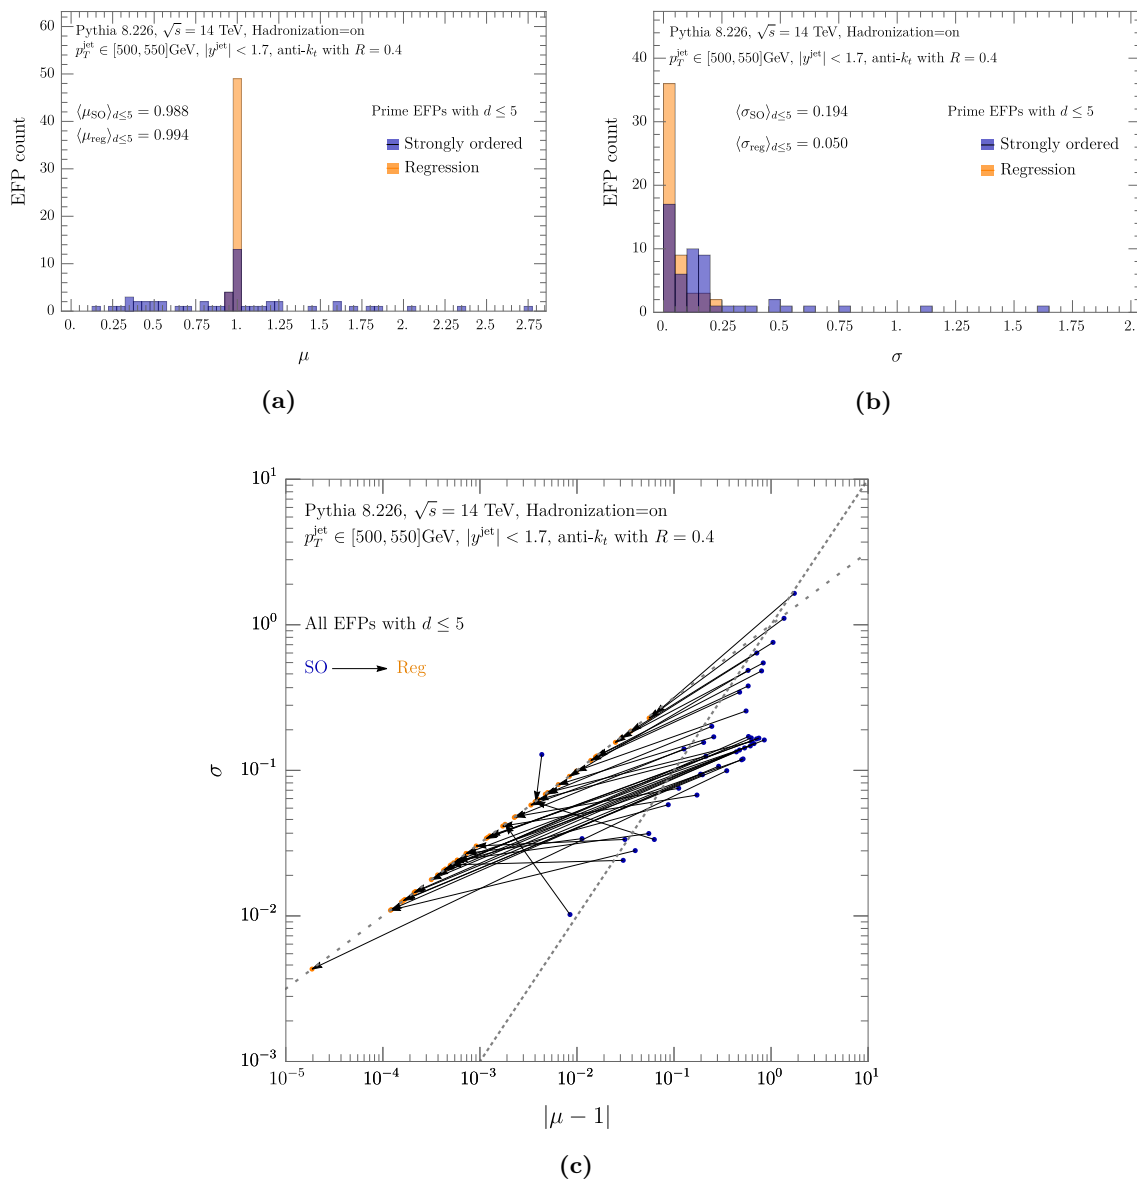 Pythia 8.226, √s = 14 TeV, Hadronization=on
p_T^jet ∈ [500, 550]GeV, |y^jet| < 1.7, anti-k_t with R = 0.4
⟨μ_SO⟩_{d≤5} = 0.988
⟨μ_reg⟩_{d≤5} = 0.994
Prime EFPs with d ≤ 5
Strongly ordered
Regression
EFP count
60
50
40
30
20
10
0
0. 0.25 0.5 0.75 1. 1.25 1.5 1.75 2. 2.25 2.5 2.75
μ
(a)
Pythia 8.226, √s = 14 TeV, Hadronization=on
p_T^jet ∈ [500, 550]GeV, |y^jet| < 1.7, anti-k_t with R = 0.4
⟨σ_SO⟩_{d≤5} = 0.194
⟨σ_reg⟩_{d≤5} = 0.050
Prime EFPs with d ≤ 5
Strongly ordered
Regression
EFP count
40
30
20
10
0
0. 0.25 0.5 0.75 1. 1.25 1.5 1.75 2.
σ
(b)
Pythia 8.226, √s = 14 TeV, Hadronization=on
p_T^jet ∈ [500, 550]GeV, |y^jet| < 1.7, anti-k_t with R = 0.4
All EFPs with d ≤ 5
SO → Reg
σ
10^1
10^0
10^-1
10^-2
10^-3
10^-5 10^-4 10^-3 10^-2 10^-1 10^0 10^1
|μ − 1|
(c)